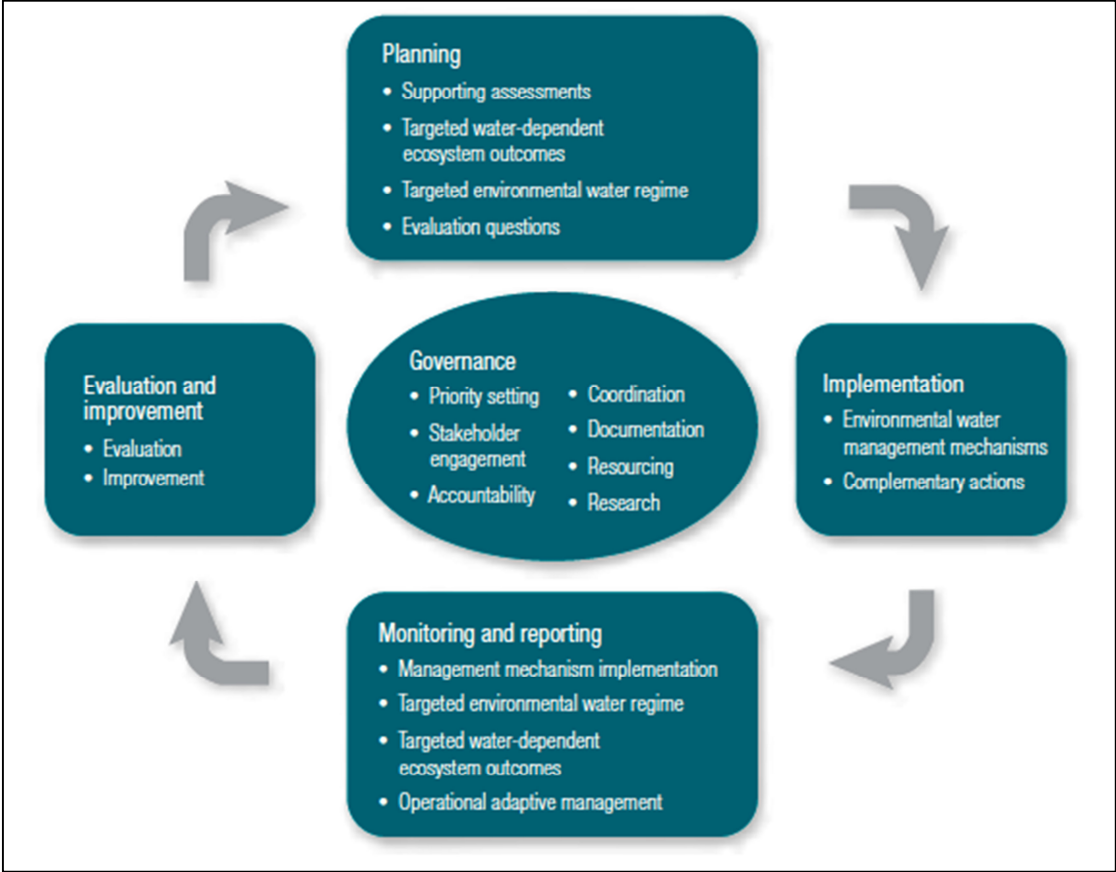 Planning
• Supporting assessments
• Targeted water-dependent
ecosystem outcomes
• Targeted environmental water regime
• Evaluation questions
Evaluation and
improvement
• Evaluation
• Improvement
Governance
• Priority setting
• Stakeholder
engagement
• Accountability
• Coordination
• Documentation
• Resourcing
• Research
Implementation
• Environmental water
management mechanisms
• Complementary actions
Monitoring and reporting
• Management mechanism implementation
• Targeted environmental water regime
• Targeted water-dependent
ecosystem outcomes
• Operational adaptive management